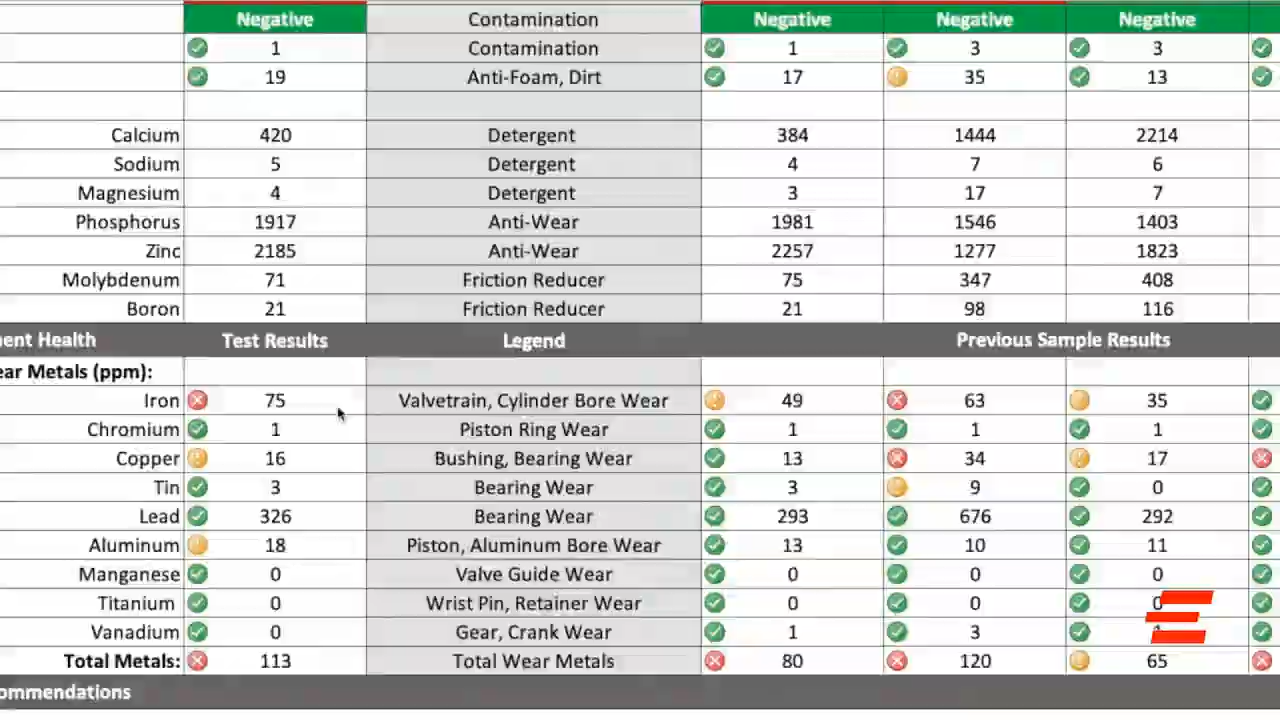 Negative Contamination Negative Negative Negative
1 Contamination 1 3 3
19 Anti-Foam, Dirt 17 35 13
Calcium 420 Detergent 384 1444 2214
Sodium 5 Detergent 4 7 6
Magnesium 4 Detergent 3 17 7
Phosphorus 1917 Anti-Wear 1981 1546 1403
Zinc 2185 Anti-Wear 2257 1277 1823
Molybdenum 71 Friction Reducer 75 347 408
Boron 21 Friction Reducer 21 98 116
ent Health Test Results Legend Previous Sample Results
ear Metals (ppm):
Iron 75 Valvetrain, Cylinder Bore Wear 49 63 35
Chromium 1 Piston Ring Wear 1 1 1
Copper 16 Bushing, Bearing Wear 13 34 17
Tin 3 Bearing Wear 3 9 0
Lead 326 Bearing Wear 293 676 292
Aluminum 18 Piston, Aluminum Bore Wear 13 10 11
Manganese 0 Valve Guide Wear 0 0 0
Titanium 0 Wrist Pin, Retainer Wear 0 0 0
Vanadium 0 Gear, Crank Wear 1 3
Total Metals: 113 Total Wear Metals 80 120 65
ommendations